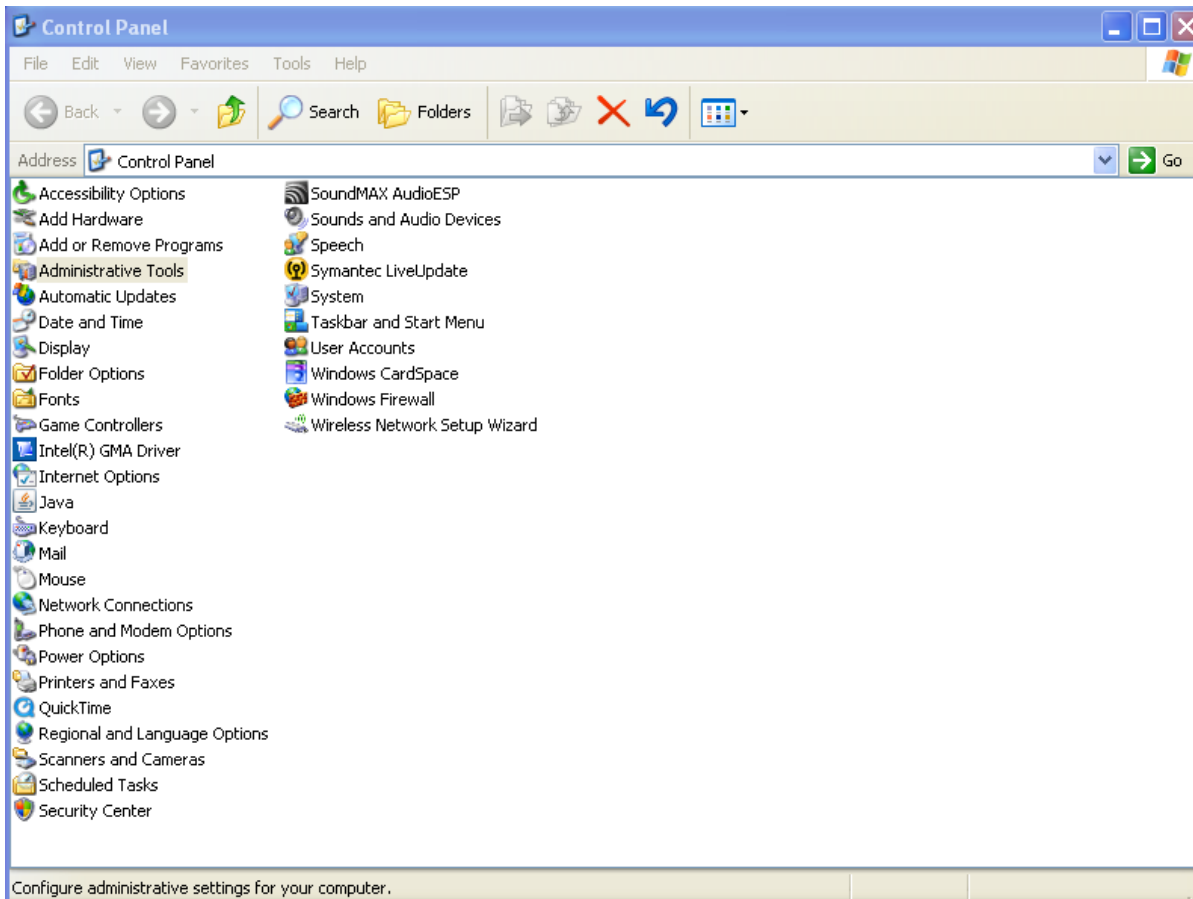 Control Panel
File Edit View Favorites Tools Help
Back Search Folders
Address Control Panel Go
Accessibility Options
Add Hardware
Add or Remove Programs
Administrative Tools
Automatic Updates
Date and Time
Display
Folder Options
Fonts
Game Controllers
Intel(R) GMA Driver
Internet Options
Java
Keyboard
Mail
Mouse
Network Connections
Phone and Modem Options
Power Options
Printers and Faxes
QuickTime
Regional and Language Options
Scanners and Cameras
Scheduled Tasks
Security Center
SoundMAX AudioESP
Sounds and Audio Devices
Speech
Symantec LiveUpdate
System
Taskbar and Start Menu
User Accounts
Windows CardSpace
Windows Firewall
Wireless Network Setup Wizard
Configure administrative settings for your computer.